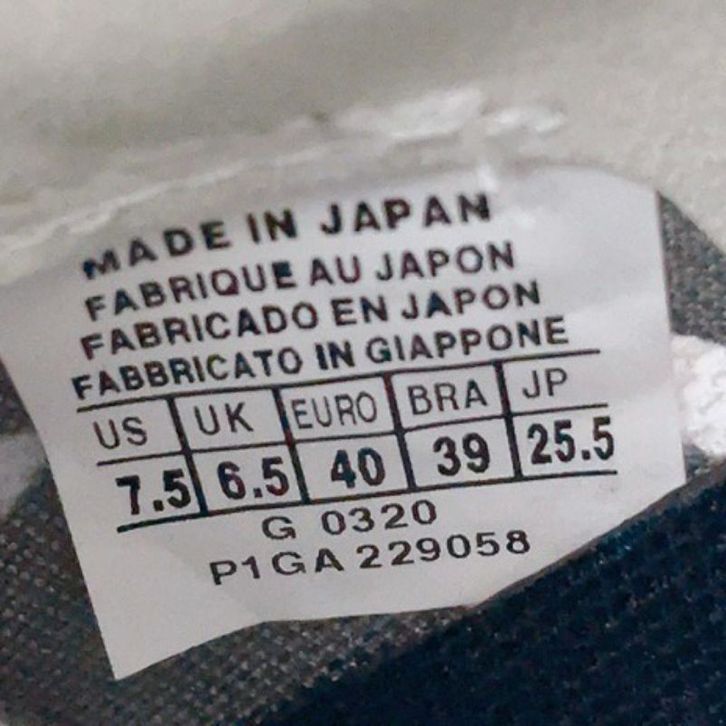 MADE IN JAPAN
FABRIQUE AU JAPON
FABRICADO EN JAPON
FABBRICATO IN GIAPPONE
US UK EURO BRA JP
7.5 6.5 40 39 25.5
G 0320
P1GA 229058